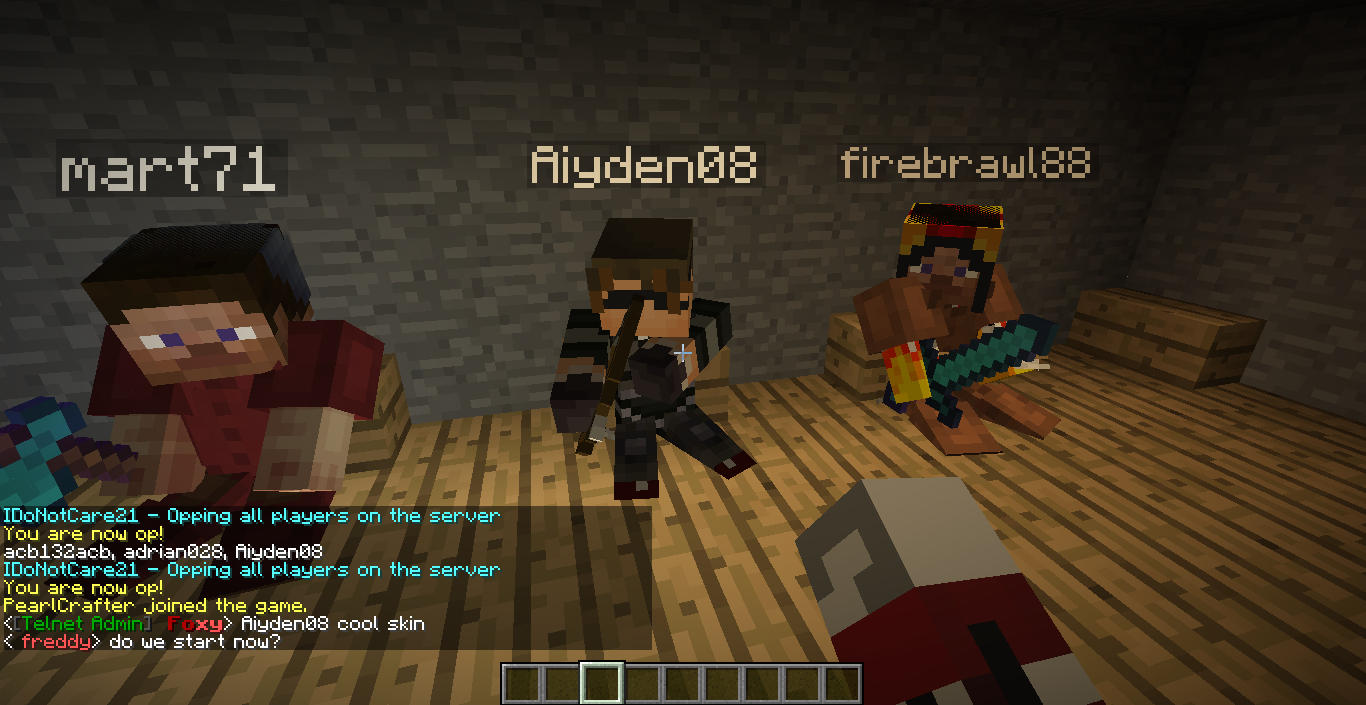 mart71
Aiyden08
firebrawl88
IDoNotCare21 - Opping all players on the server
You are now op!
acb132acb, adrian028, Aiyden08
IDoNotCare21 - Opping all players on the server
You are now op!
PearlCrafter joined the game.
<[Telnet Admin] Foxy> Aiyden08 cool skin
< freddy> do we start now?